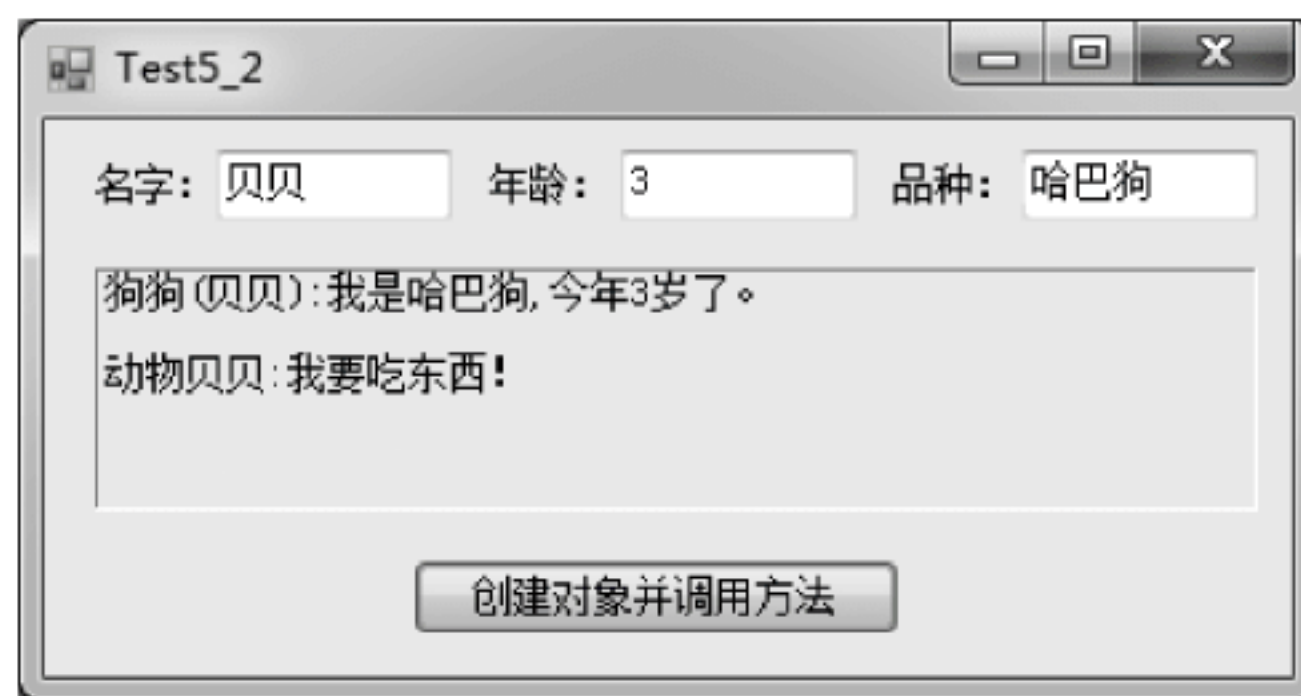 Test5_2
名字: 贝贝 年龄: 3 品种: 哈巴狗
狗狗(贝贝):我是哈巴狗,今年3岁了。
动物贝贝:我要吃东西!
创建对象并调用方法